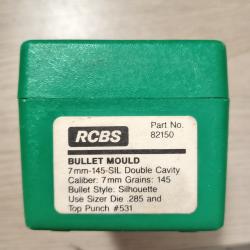 RCBS
Part No.
82150
BULLET MOULD
7mm-145-SIL Double Cavity
Caliber: 7mm Grains: 145
Bullet Style: Silhouette
Use Sizer Die .285 and
Top Punch #531